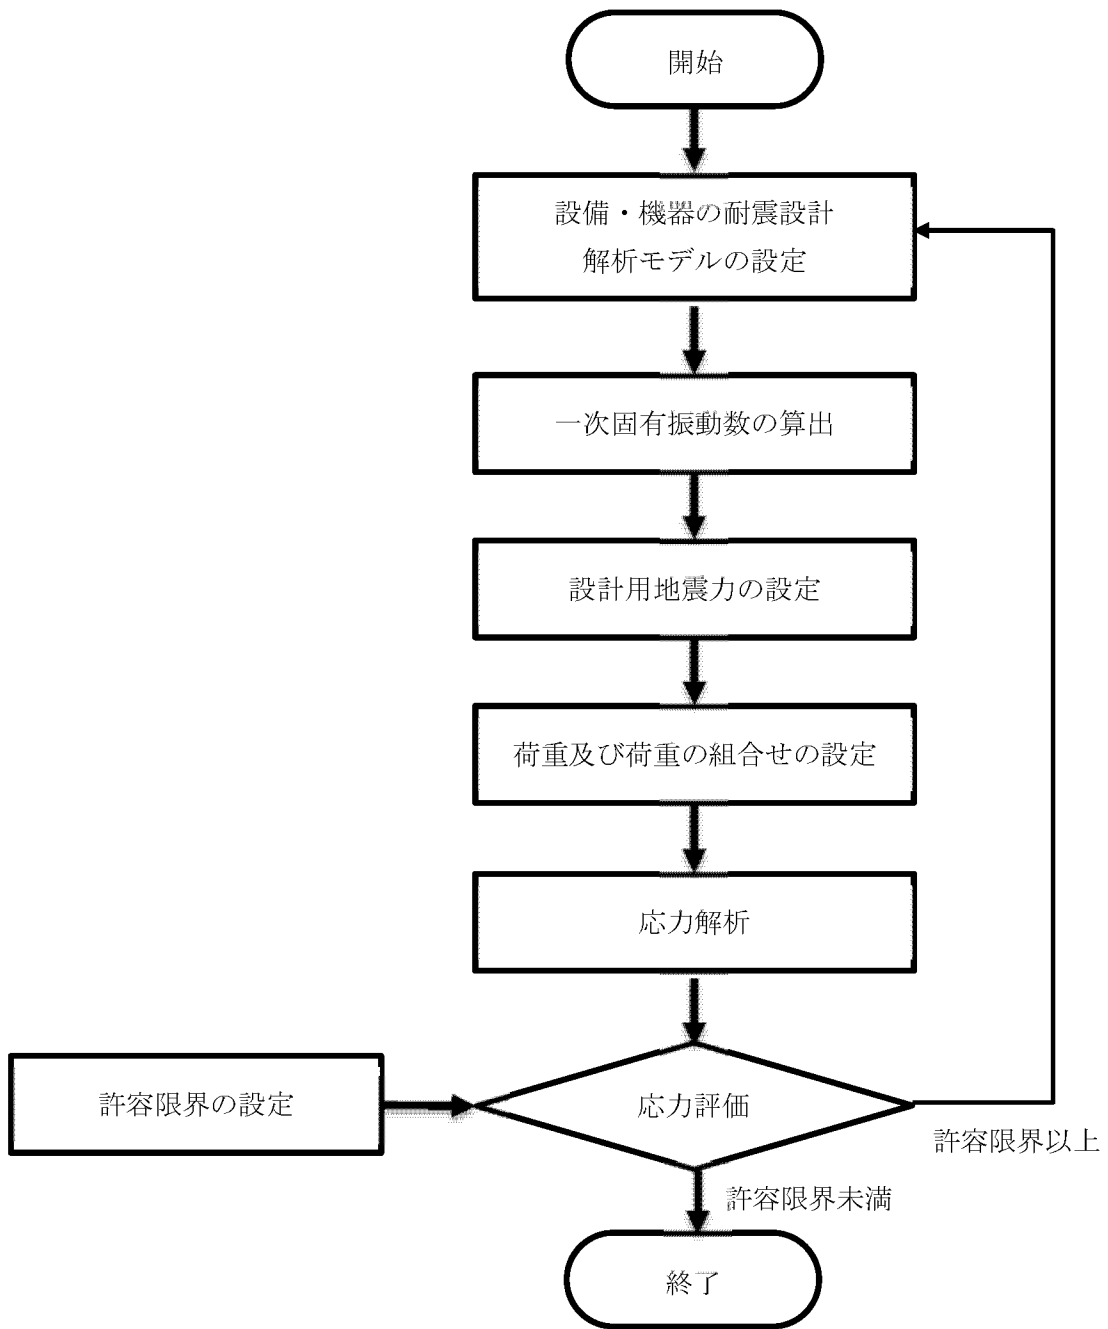 開始
設備・機器の耐震設計
解析モデルの設定
一次固有振動数の算出
設計用地震力の設定
荷重及び荷重の組合せの設定
応力解析
許容限界の設定
応力評価
許容限界以上
許容限界未満
終了